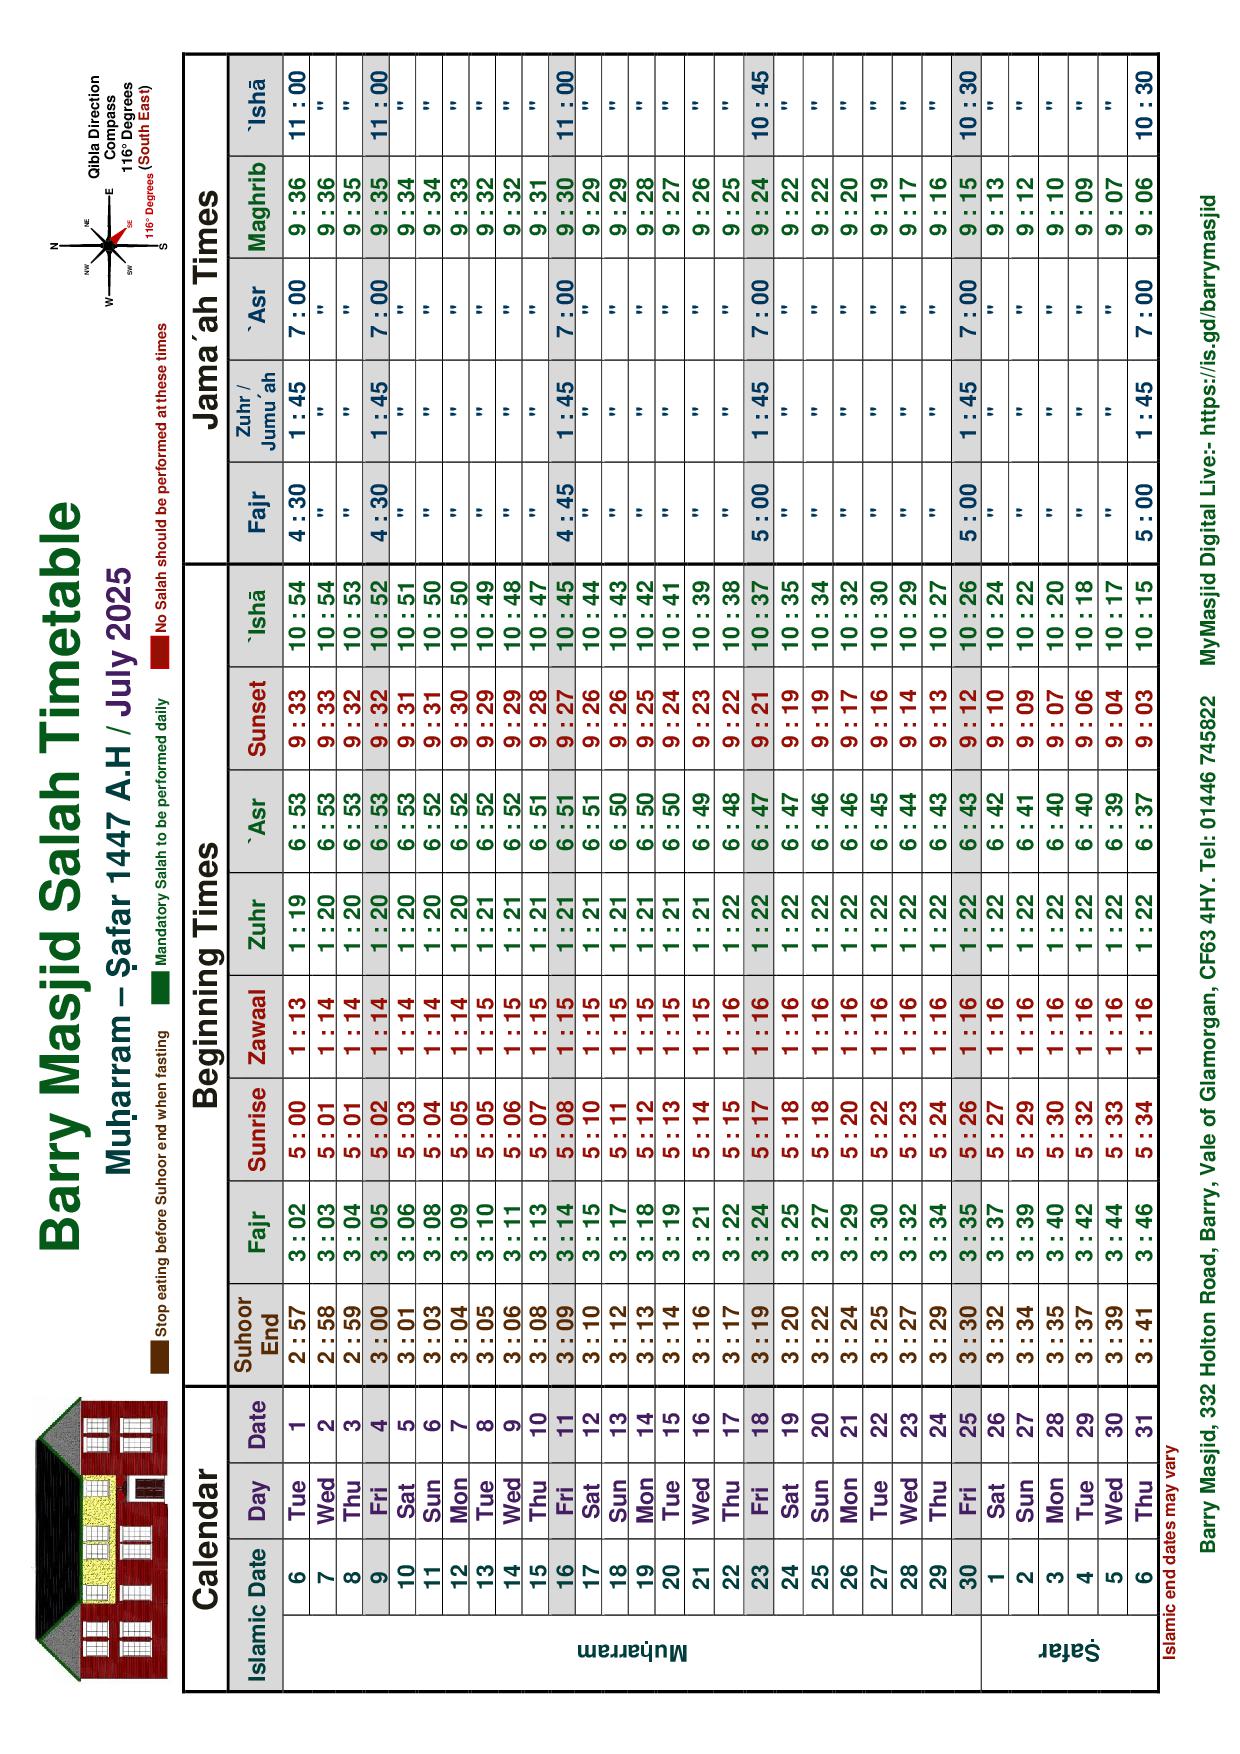 Barry Masjid Salah Timetable
Muḥarram – Ṣafar 1447 A.H / July 2025
Stop eating before Suhoor end when fasting Mandatory Salah to be performed daily No Salah should be performed at these times
N
NW NE
W E
SW SE
S
116° Degrees
Qibla Direction
Compass
116° Degrees
(South East)
Calendar Beginning Times Jama´ah Times
Islamic Date Day Date Suhoor End Fajr Sunrise Zawaal Zuhr `Asr Sunset `Ishā Fajr Zuhr / Jumu´ah `Asr Maghrib `Ishā
Muḥarram
6 Tue 1 2 : 57 3 : 02 5 : 00 1 : 13 1 : 19 6 : 53 9 : 33 10 : 54 4 : 30 1 : 45 7 : 00 9 : 36 11 : 00
7 Wed 2 2 : 58 3 : 03 5 : 01 1 : 14 1 : 20 6 : 53 9 : 33 10 : 54 " " " 9 : 36 "
8 Thu 3 2 : 59 3 : 04 5 : 01 1 : 14 1 : 20 6 : 53 9 : 32 10 : 53 " " " 9 : 35 "
9 Fri 4 3 : 00 3 : 05 5 : 02 1 : 14 1 : 20 6 : 53 9 : 32 10 : 52 4 : 30 1 : 45 7 : 00 9 : 35 11 : 00
10 Sat 5 3 : 01 3 : 06 5 : 03 1 : 14 1 : 20 6 : 53 9 : 31 10 : 51 " " " 9 : 34 "
11 Sun 6 3 : 03 3 : 08 5 : 04 1 : 14 1 : 20 6 : 52 9 : 31 10 : 50 " " " 9 : 34 "
12 Mon 7 3 : 04 3 : 09 5 : 05 1 : 14 1 : 20 6 : 52 9 : 30 10 : 50 " " " 9 : 33 "
13 Tue 8 3 : 05 3 : 10 5 : 05 1 : 15 1 : 21 6 : 52 9 : 29 10 : 49 " " " 9 : 32 "
14 Wed 9 3 : 06 3 : 11 5 : 06 1 : 15 1 : 21 6 : 52 9 : 29 10 : 48 " " " 9 : 32 "
15 Thu 10 3 : 08 3 : 13 5 : 07 1 : 15 1 : 21 6 : 51 9 : 28 10 : 47 " " " 9 : 31 "
16 Fri 11 3 : 09 3 : 14 5 : 08 1 : 15 1 : 21 6 : 51 9 : 27 10 : 45 4 : 45 1 : 45 7 : 00 9 : 30 11 : 00
17 Sat 12 3 : 10 3 : 15 5 : 10 1 : 15 1 : 21 6 : 51 9 : 26 10 : 44 " " " 9 : 29 "
18 Sun 13 3 : 12 3 : 17 5 : 11 1 : 15 1 : 21 6 : 50 9 : 26 10 : 43 " " " 9 : 29 "
19 Mon 14 3 : 13 3 : 18 5 : 12 1 : 15 1 : 21 6 : 50 9 : 25 10 : 42 " " " 9 : 28 "
20 Tue 15 3 : 14 3 : 19 5 : 13 1 : 15 1 : 21 6 : 50 9 : 24 10 : 41 " " " 9 : 27 "
21 Wed 16 3 : 16 3 : 21 5 : 14 1 : 15 1 : 21 6 : 49 9 : 23 10 : 39 " " " 9 : 26 "
22 Thu 17 3 : 17 3 : 22 5 : 15 1 : 16 1 : 22 6 : 48 9 : 22 10 : 38 " " " 9 : 25 "
23 Fri 18 3 : 19 3 : 24 5 : 17 1 : 16 1 : 22 6 : 47 9 : 21 10 : 37 5 : 00 1 : 45 7 : 00 9 : 24 10 : 45
24 Sat 19 3 : 20 3 : 25 5 : 18 1 : 16 1 : 22 6 : 47 9 : 19 10 : 35 " " " 9 : 22 "
25 Sun 20 3 : 22 3 : 27 5 : 18 1 : 16 1 : 22 6 : 46 9 : 19 10 : 34 " " " 9 : 22 "
26 Mon 21 3 : 24 3 : 29 5 : 20 1 : 16 1 : 22 6 : 46 9 : 17 10 : 32 " " " 9 : 20 "
27 Tue 22 3 : 25 3 : 30 5 : 22 1 : 16 1 : 22 6 : 45 9 : 16 10 : 30 " " " 9 : 19 "
28 Wed 23 3 : 27 3 : 32 5 : 23 1 : 16 1 : 22 6 : 44 9 : 14 10 : 29 " " " 9 : 17 "
29 Thu 24 3 : 29 3 : 34 5 : 24 1 : 16 1 : 22 6 : 43 9 : 13 10 : 27 " " " 9 : 16 "
30 Fri 25 3 : 30 3 : 35 5 : 26 1 : 16 1 : 22 6 : 43 9 : 12 10 : 26 5 : 00 1 : 45 7 : 00 9 : 15 10 : 30
Ṣafar
1 Sat 26 3 : 32 3 : 37 5 : 27 1 : 16 1 : 22 6 : 42 9 : 10 10 : 24 " " " 9 : 13 "
2 Sun 27 3 : 34 3 : 39 5 : 29 1 : 16 1 : 22 6 : 41 9 : 09 10 : 22 " " " 9 : 12 "
3 Mon 28 3 : 35 3 : 40 5 : 30 1 : 16 1 : 22 6 : 40 9 : 07 10 : 20 " " " 9 : 10 "
4 Tue 29 3 : 37 3 : 42 5 : 32 1 : 16 1 : 22 6 : 40 9 : 06 10 : 18 " " " 9 : 09 "
5 Wed 30 3 : 39 3 : 44 5 : 33 1 : 16 1 : 22 6 : 39 9 : 04 10 : 17 " " " 9 : 07 "
6 Thu 31 3 : 41 3 : 46 5 : 34 1 : 16 1 : 22 6 : 37 9 : 03 10 : 15 5 : 00 1 : 45 7 : 00 9 : 06 10 : 30
Islamic end dates may vary
Barry Masjid, 332 Holton Road, Barry, Vale of Glamorgan, CF63 4HY. Tel: 01446 745822 MyMasjid Digital Live:- https://is.gd/barrymasjid